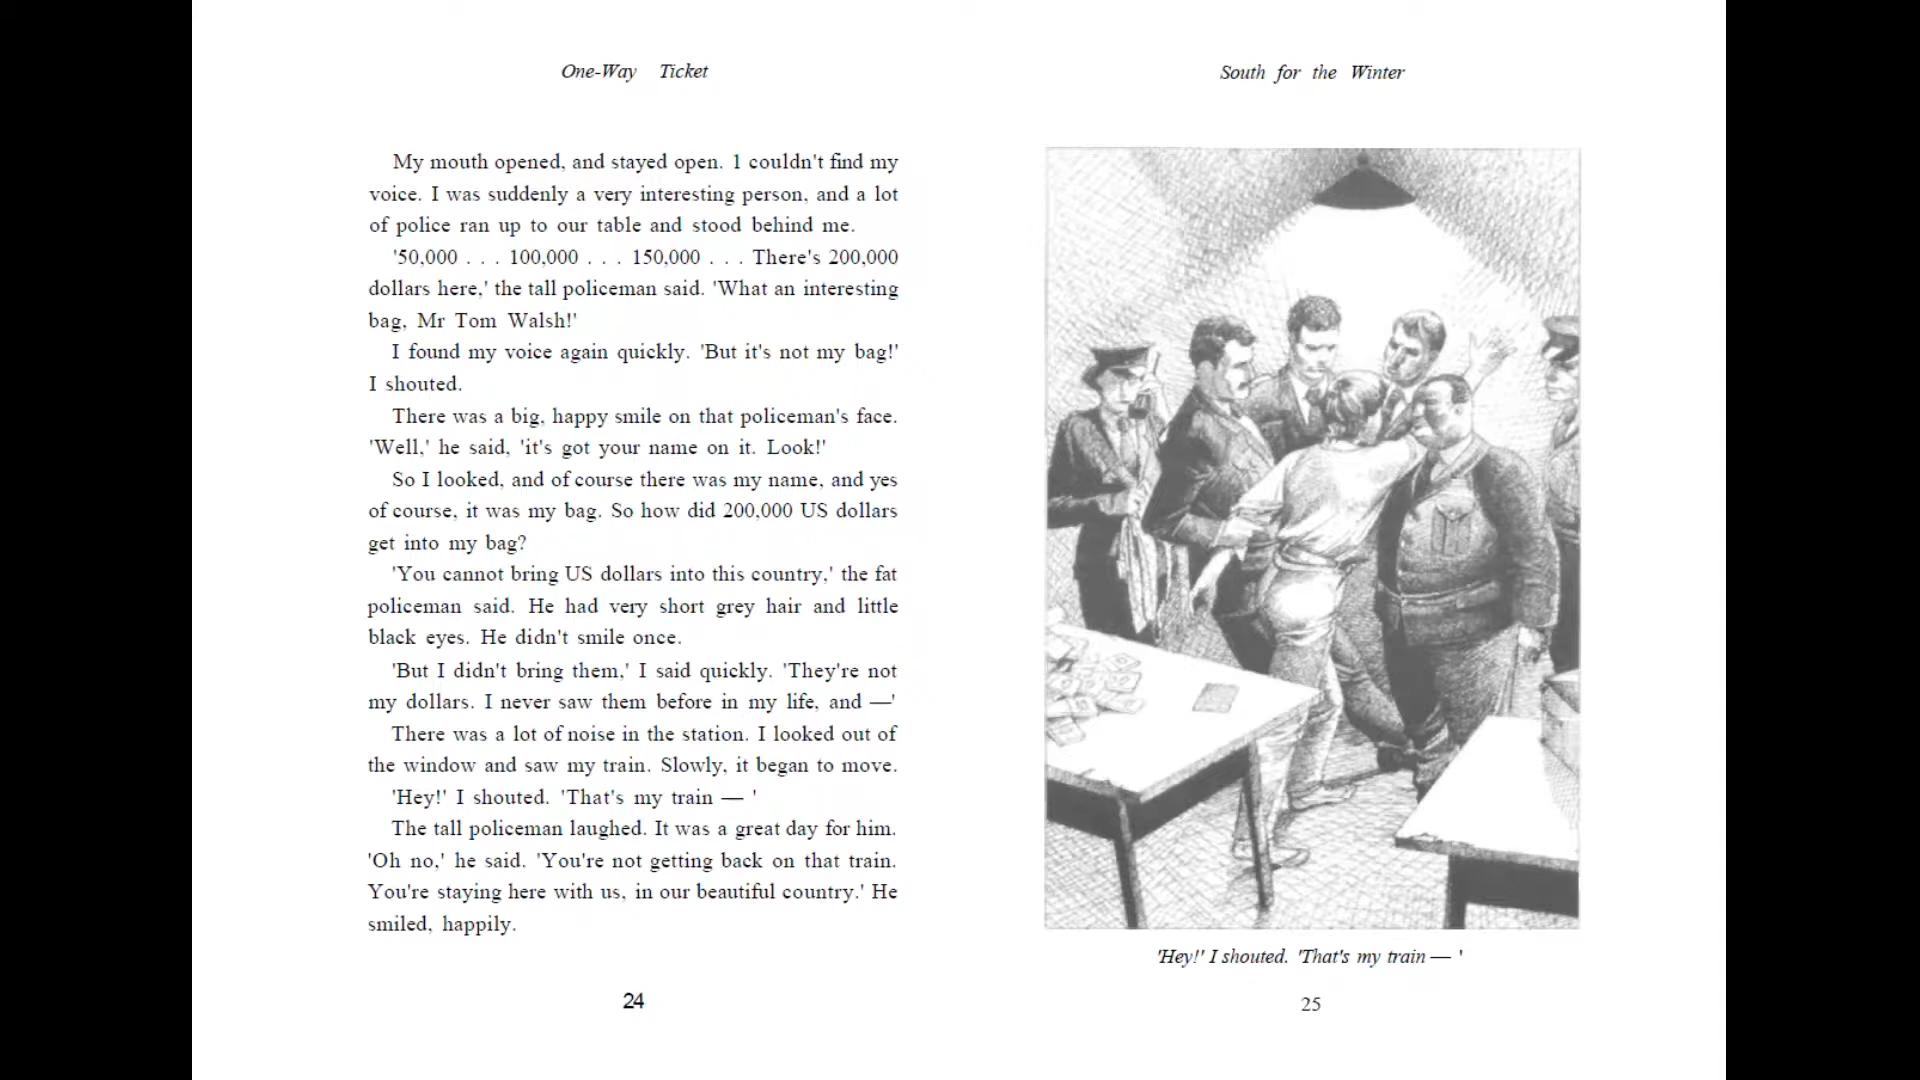 One-Way Ticket
My mouth opened, and stayed open. 1 couldn't find my
voice. I was suddenly a very interesting person, and a lot
of police ran up to our table and stood behind me.
'50,000 . . . 100,000 . . . 150,000 . . . There's 200,000
dollars here,' the tall policeman said. 'What an interesting
bag, Mr Tom Walsh!'
I found my voice again quickly. 'But it's not my bag!'
I shouted.
There was a big, happy smile on that policeman's face.
'Well,' he said, 'it's got your name on it. Look!'
So I looked, and of course there was my name, and yes
of course, it was my bag. So how did 200,000 US dollars
get into my bag?
'You cannot bring US dollars into this country,' the fat
policeman said. He had very short grey hair and little
black eyes. He didn't smile once.
'But I didn't bring them,' I said quickly. 'They're not
my dollars. I never saw them before in my life, and —'
There was a lot of noise in the station. I looked out of
the window and saw my train. Slowly, it began to move.
'Hey!' I shouted. 'That's my train — '
The tall policeman laughed. It was a great day for him.
'Oh no,' he said. 'You're not getting back on that train.
You're staying here with us, in our beautiful country.' He
smiled, happily.
24
South for the Winter
'Hey!' I shouted. 'That's my train — '
25